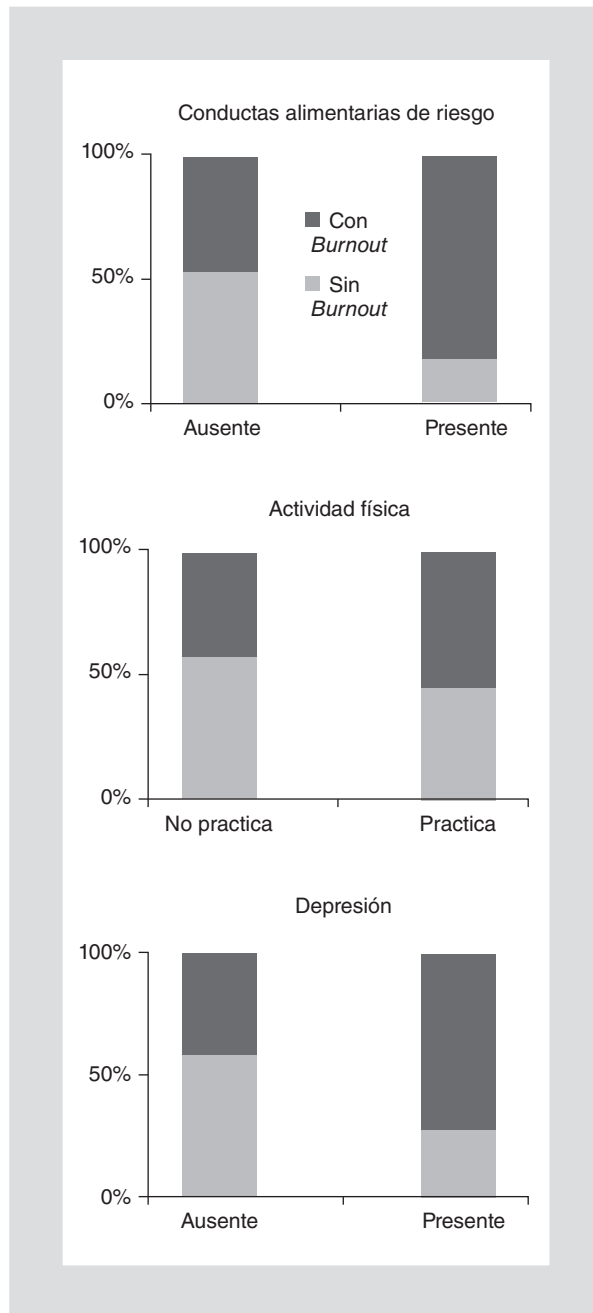 Conductas alimentarias de riesgo
100%
50%
0%
Con
Burnout
Sin
Burnout
Ausente
Presente
Actividad física
100%
50%
0%
No practica
Practica
Depresión
100%
50%
0%
Ausente
Presente